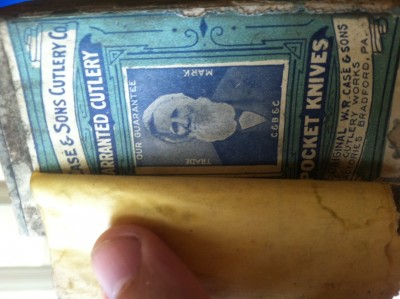 CASE & SONS CUTLERY CO.
WARRANTED CUTLERY
OUR GUARANTEE
TRADE
MARK
C.&B.&C
POCKET KNIVES
ORIGINAL W.R. CASE & SONS
CUTLERY WORKS
BRADFORD, PA.